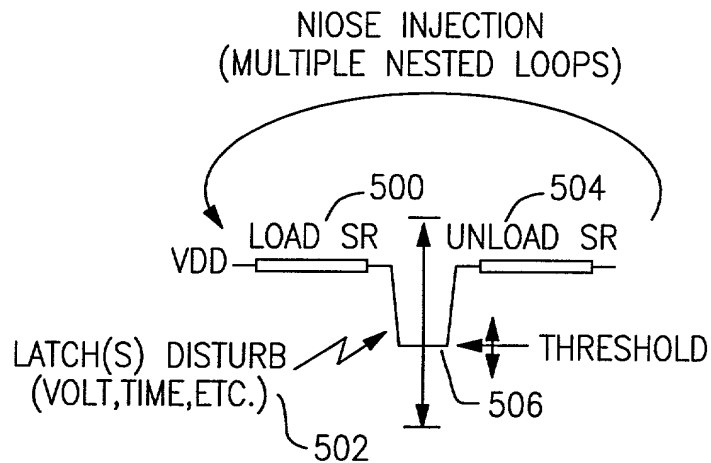 NIOSE INJECTION
(MULTIPLE NESTED LOOPS)
500
504
LOAD SR
UNLOAD SR
VDD
LATCH(S) DISTURB
(VOLT,TIME,ETC.)
THRESHOLD
506
502